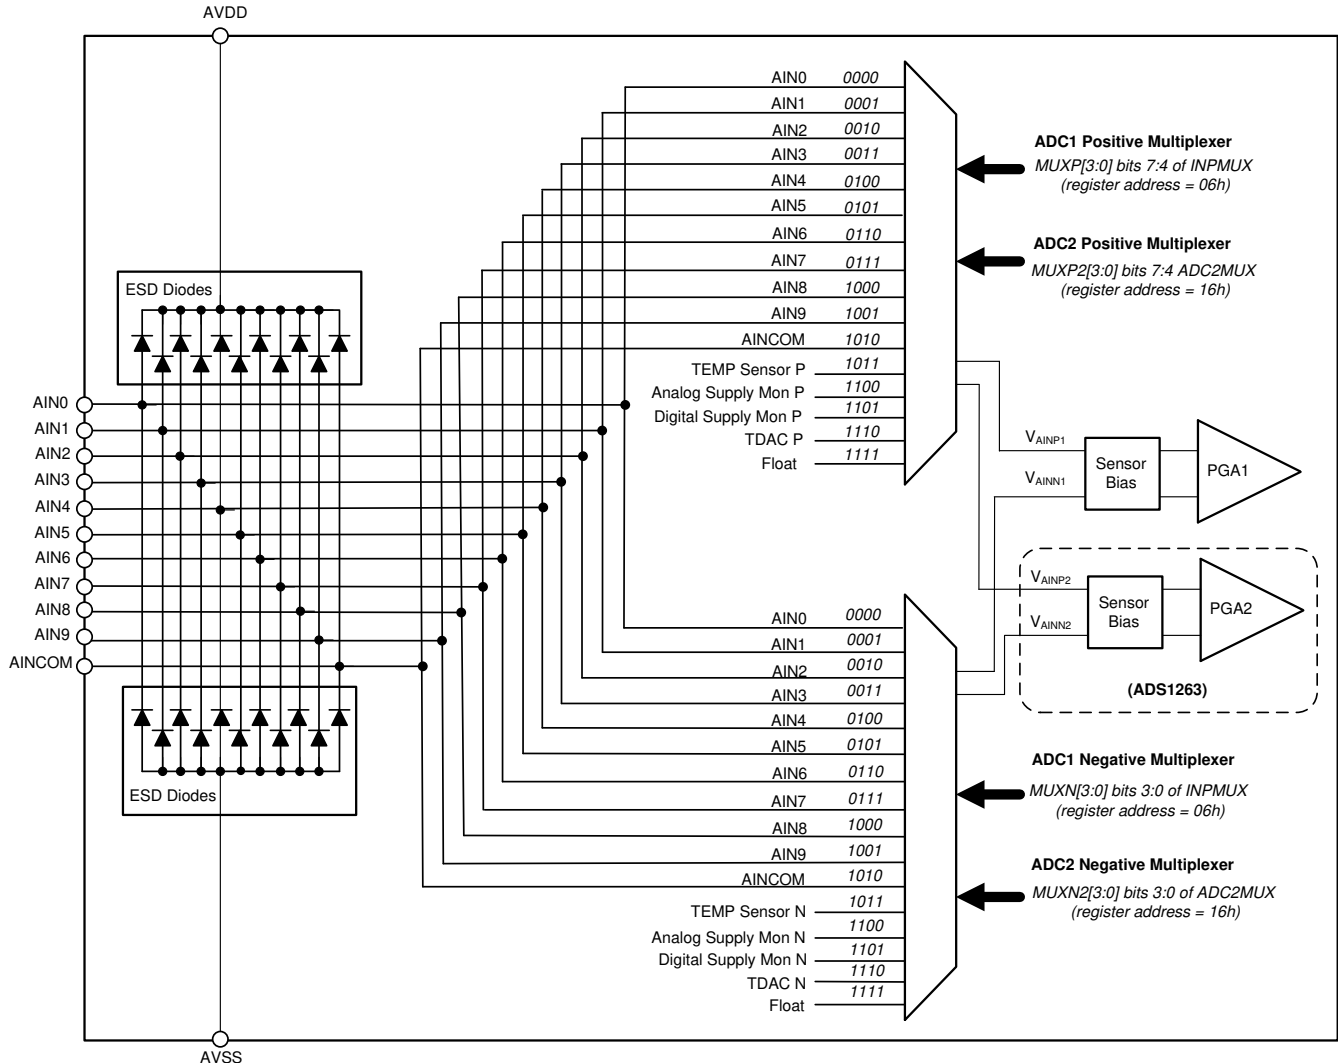 AVDD
AIN0 0000
AIN1 0001
AIN2 0010
AIN3 0011
AIN4 0100
AIN5 0101
AIN6 0110
AIN7 0111
AIN8 1000
AIN9 1001
AINCOM 1010
TEMP Sensor P 1011
Analog Supply Mon P 1100
Digital Supply Mon P 1101
TDAC P 1110
Float 1111
ADC1 Positive Multiplexer
MUXP[3:0] bits 7:4 of INPMUX
(register address = 06h)
ADC2 Positive Multiplexer
MUXP2[3:0] bits 7:4 ADC2MUX
(register address = 16h)
ESD Diodes
AIN0
AIN1
AIN2
AIN3
AIN4
AIN5
AIN6
AIN7
AIN8
AIN9
AINCOM
ESD Diodes
VAINP1
VAINN1
Sensor
Bias
PGA1
VAINP2
VAINN2
Sensor
Bias
PGA2
(ADS1263)
AIN0 0000
AIN1 0001
AIN2 0010
AIN3 0011
AIN4 0100
AIN5 0101
AIN6 0110
AIN7 0111
AIN8 1000
AIN9 1001
AINCOM 1010
TEMP Sensor N 1011
Analog Supply Mon N 1100
Digital Supply Mon N 1101
TDAC N 1110
Float 1111
ADC1 Negative Multiplexer
MUXN[3:0] bits 3:0 of INPMUX
(register address = 06h)
ADC2 Negative Multiplexer
MUXN2[3:0] bits 3:0 of ADC2MUX
(register address = 16h)
AVSS